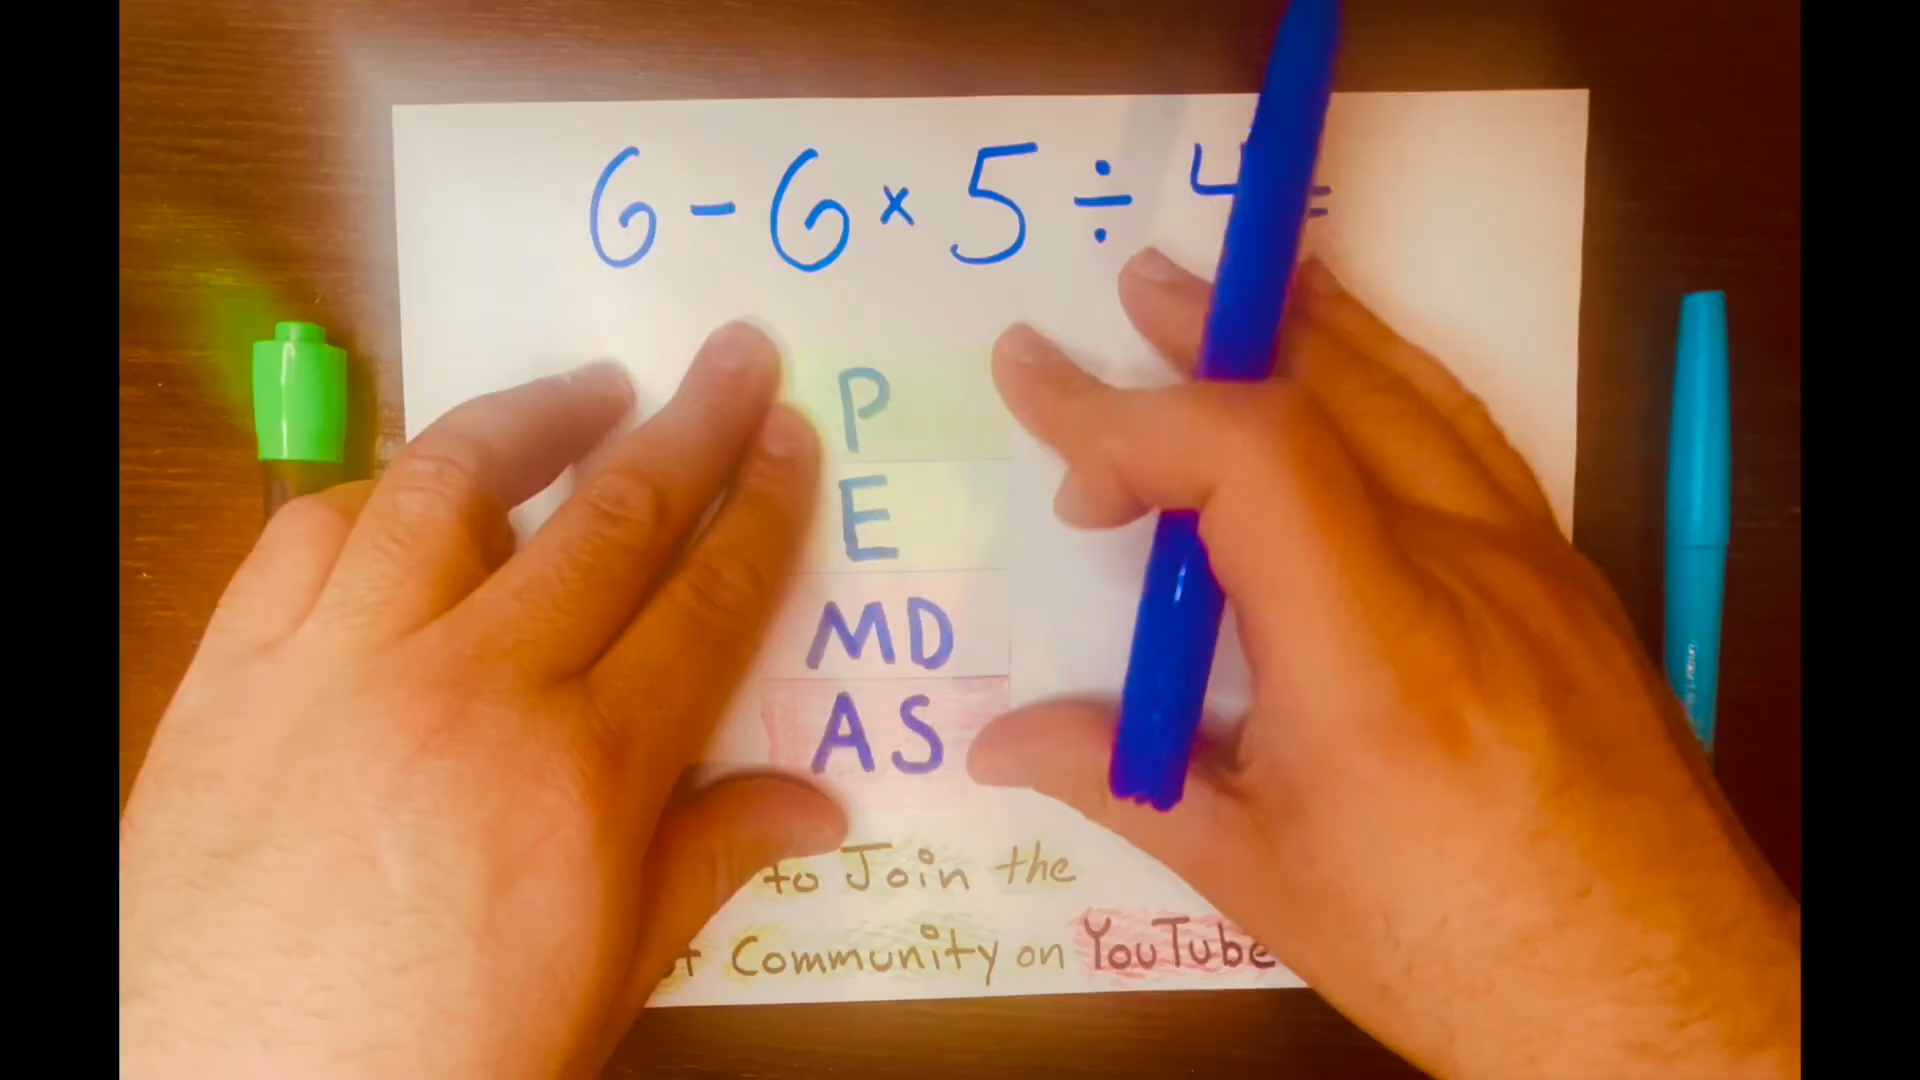 6 - 6 × 5 ÷ 4 =
P
E
MD
AS
to Join the
Community on YouTube